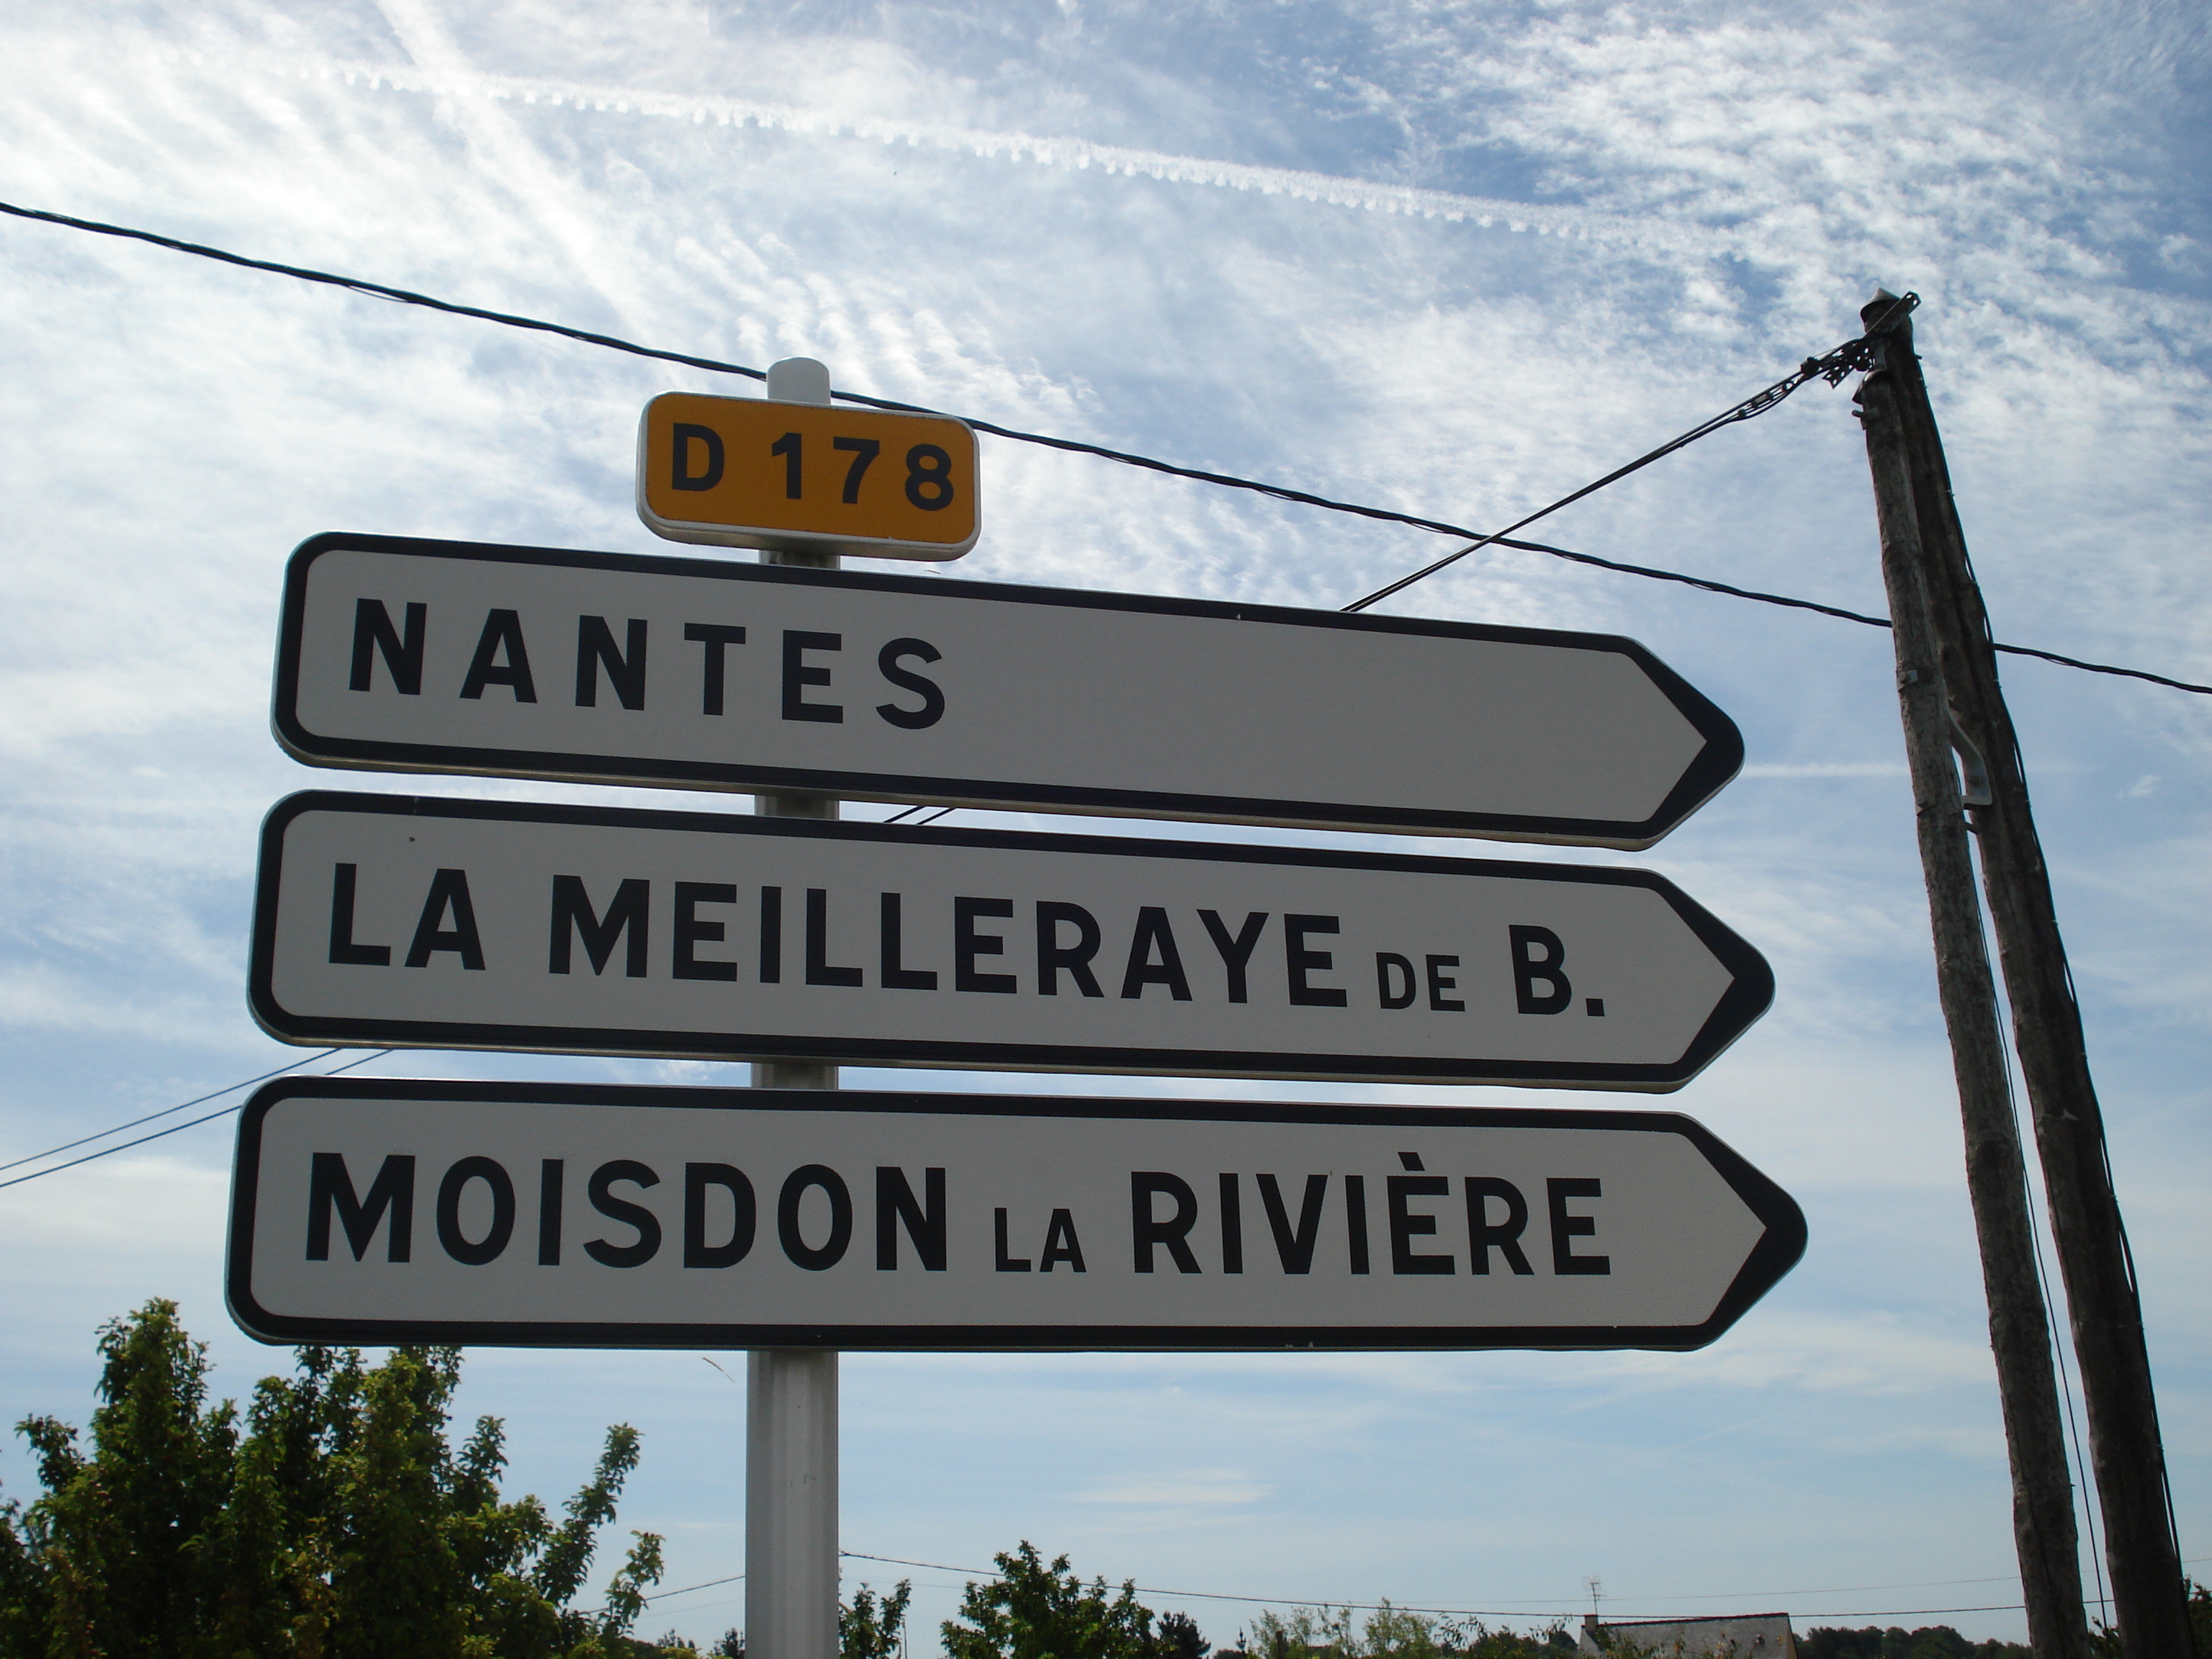 D 178
NANTES
LA MEILLERAYE DE B.
MOISDON LA RIVIÈRE